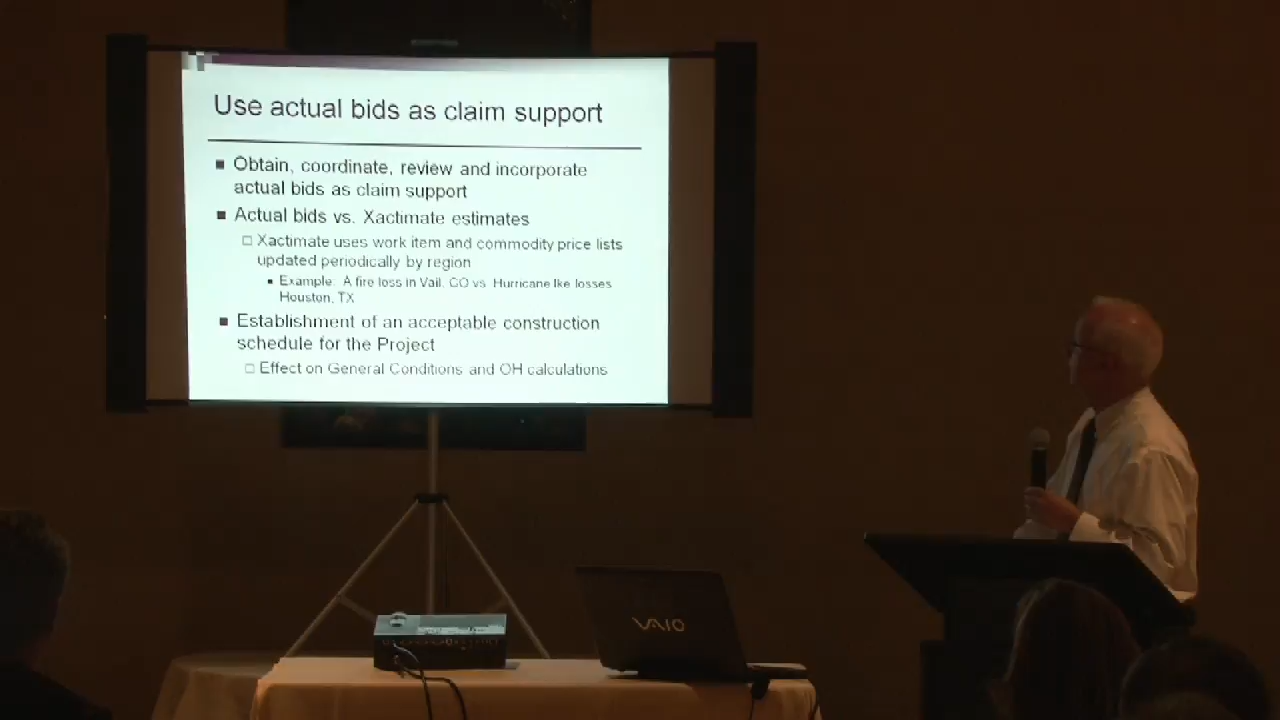 Use actual bids as claim support
Obtain, coordinate, review and incorporate
actual bids as claim support
Actual bids vs. Xactimate estimates
Xactimate uses work item and commodity price lists
updated periodically by region
Example: A fire loss in Vail, CO vs. Hurricane Ike losses
Houston, TX
Establishment of an acceptable construction
schedule for the Project
Effect on General Conditions and OH calculations
VAIO